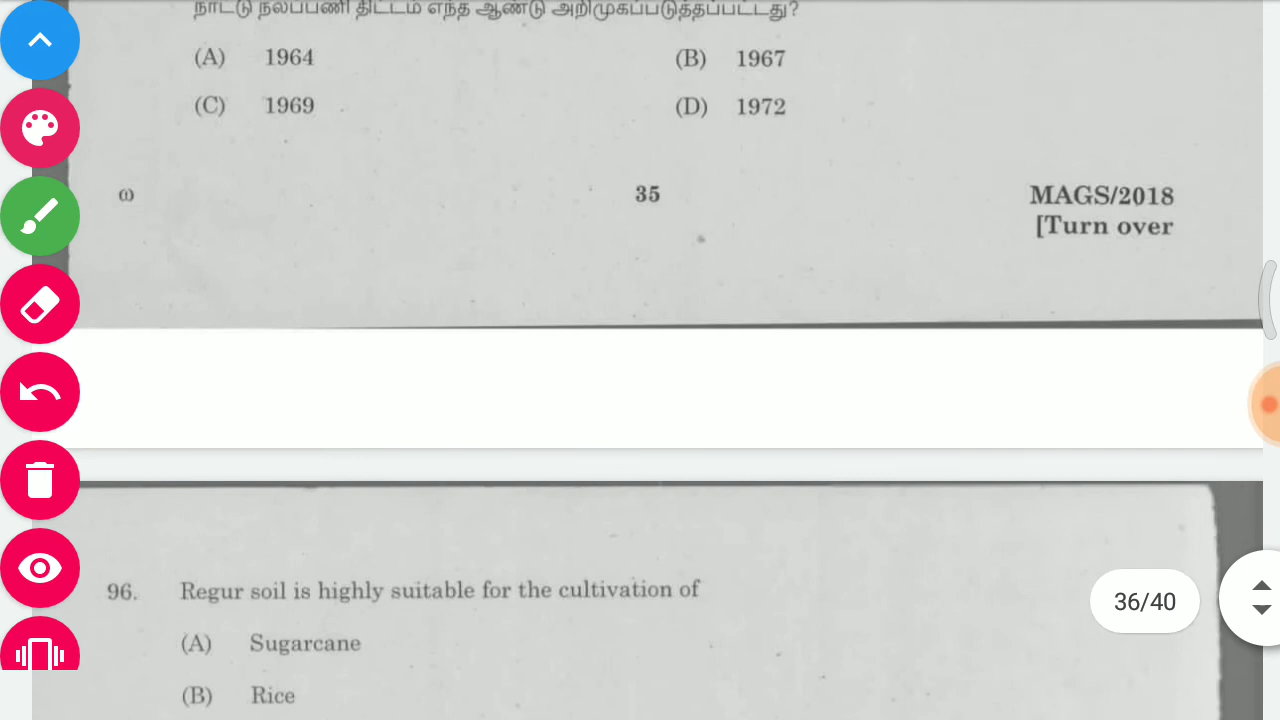 நாட்டு நலப்பணி திட்டம் எந்த ஆண்டு அறிமுகப்படுத்தப்பட்டது?
(A) 1964 (B) 1967
(C) 1969 (D) 1972
ω 35 MAGS/2018
[Turn over
96. Regur soil is highly suitable for the cultivation of
36/40
(A) Sugarcane
(B) Rice